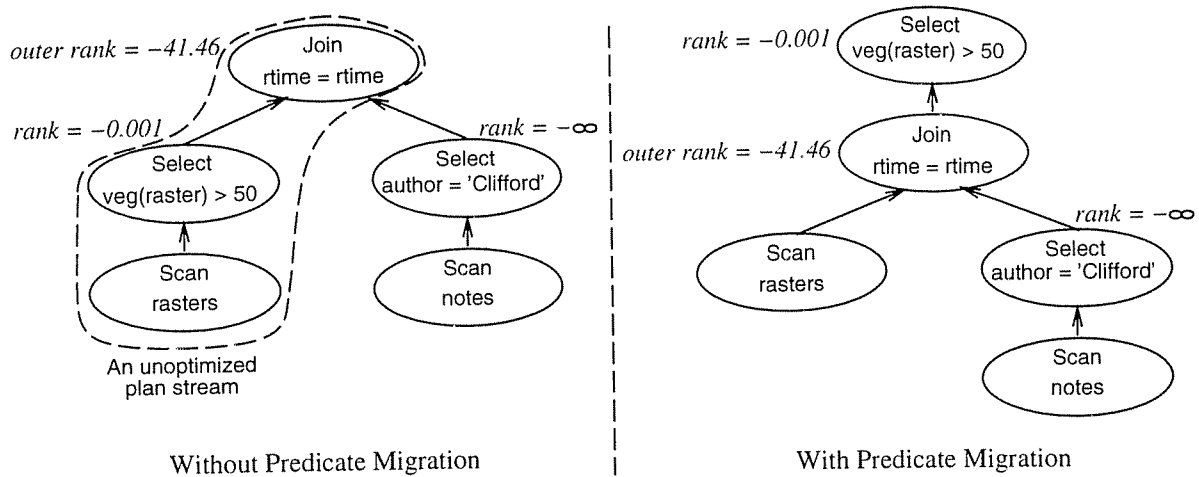 outer rank = −41.46
Join
rtime = rtime
rank = −0.001
Select
veg(raster) > 50
rank = −∞
Select
author = 'Clifford'
Scan
rasters
Scan
notes
An unoptimized
plan stream
Without Predicate Migration
rank = −0.001
Select
veg(raster) > 50
outer rank = −41.46
Join
rtime = rtime
Scan
rasters
rank = −∞
Select
author = 'Clifford'
Scan
notes
With Predicate Migration